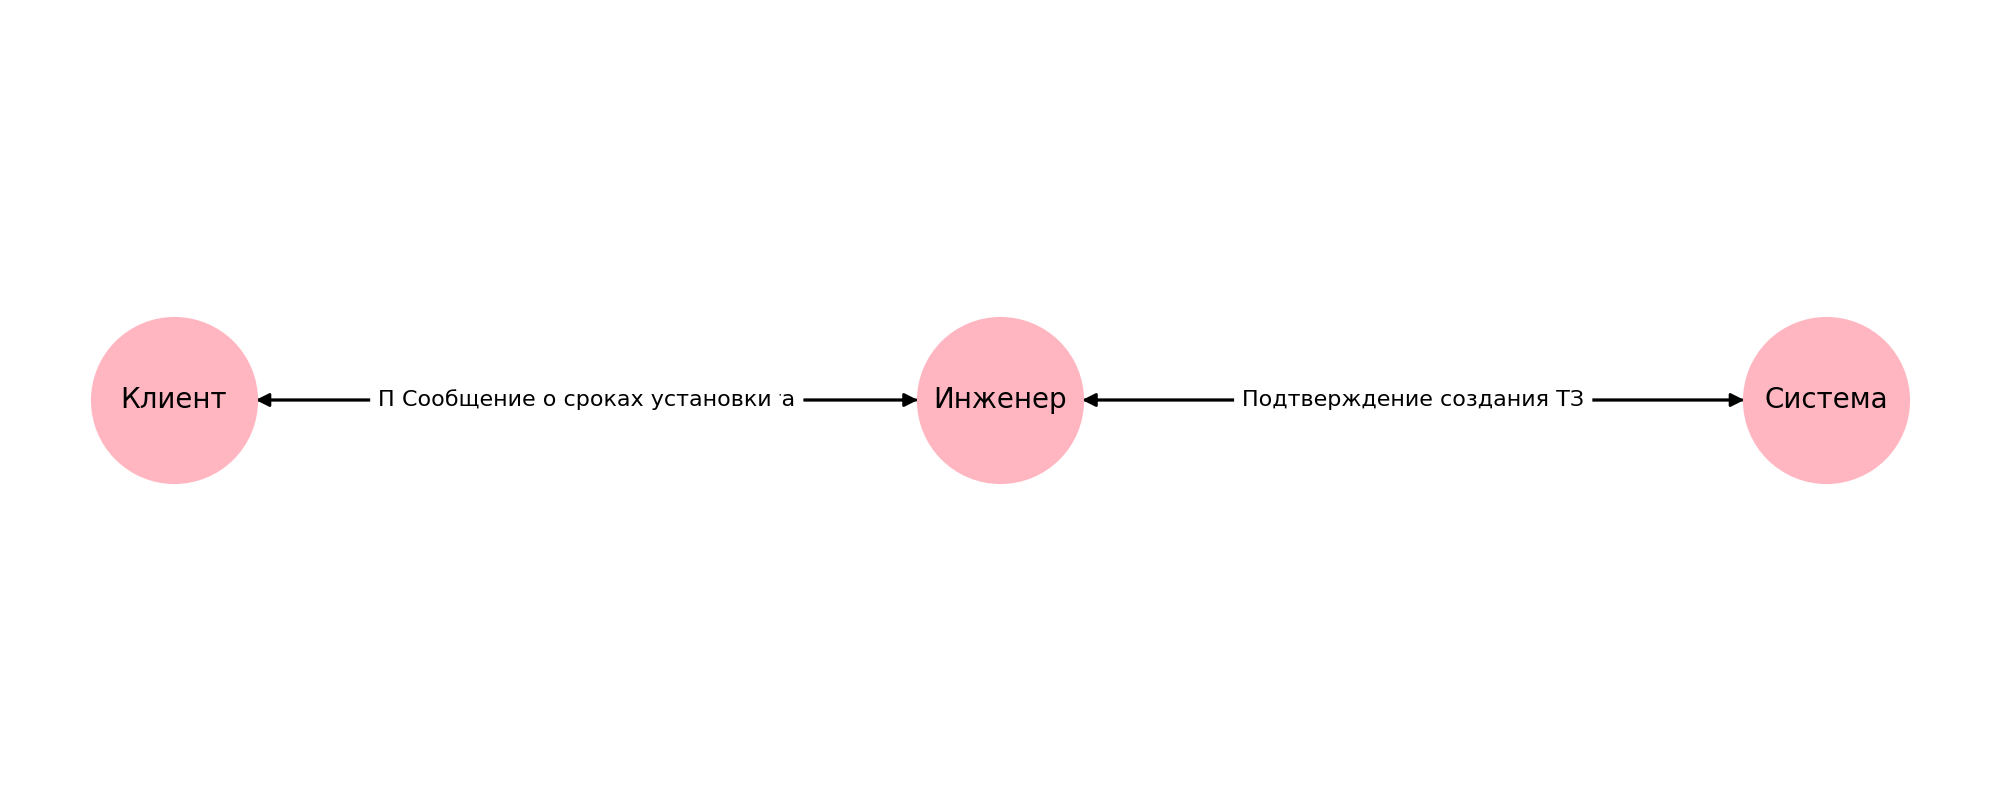 Клиент
П Сообщение о сроках установки а
Инженер
Подтверждение создания ТЗ
Система